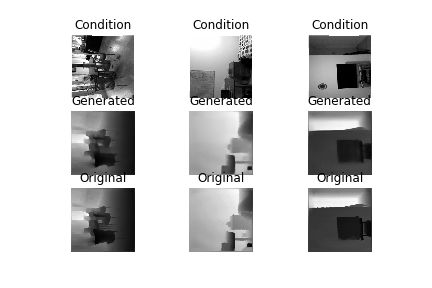 Condition Condition Condition
Generated Generated Generated
Original Original Original